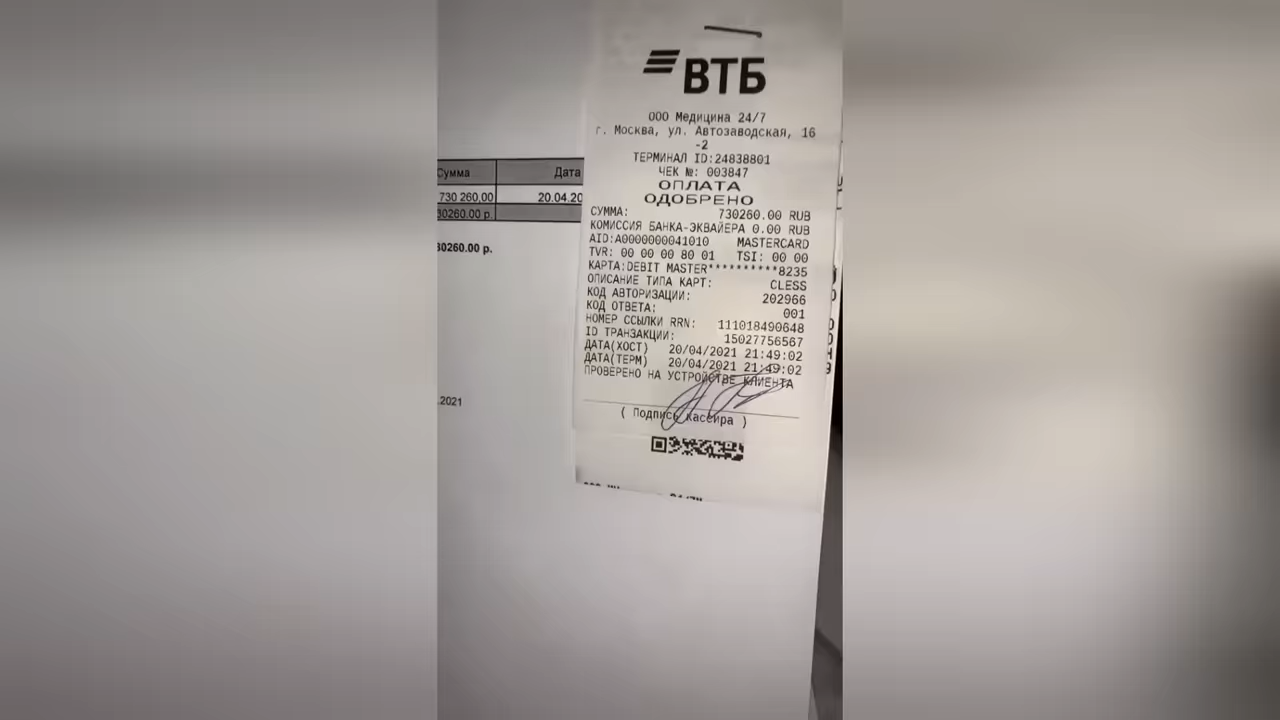 ВТБ
ООО Медицина 24/7
г. Москва, ул. Автозаводская, 16
-2
ТЕРМИНАЛ ID:24838801
ЧЕК №: 003847
ОПЛАТА
ОДОБРЕНО
СУММА: 730260.00 RUB
КОМИССИЯ БАНКА-ЭКВАЙЕРА 0.00 RUB
AID:A0000000041010 MASTERCARD
TVR: 00 00 00 80 01 TSI: 00 00
КАРТА:DEBIT MASTER**********8235
ОПИСАНИЕ ТИПА КАРТ: CLESS
КОД АВТОРИЗАЦИИ: 202966
КОД ОТВЕТА: 001
НОМЕР ССЫЛКИ RRN: 111018490648
ID ТРАНЗАКЦИИ: 15027756567
ДАТА(ХОСТ) 20/04/2021 21:49:02
ДАТА(ТЕРМ) 20/04/2021 21:49:02
ПРОВЕРЕНО НА УСТРОЙСТВЕ КЛИЕНТА
( Подпись кассира )
Сумма Дата
730 260,00 20.04.20
30260.00 р.
30260.00 р.
.2021